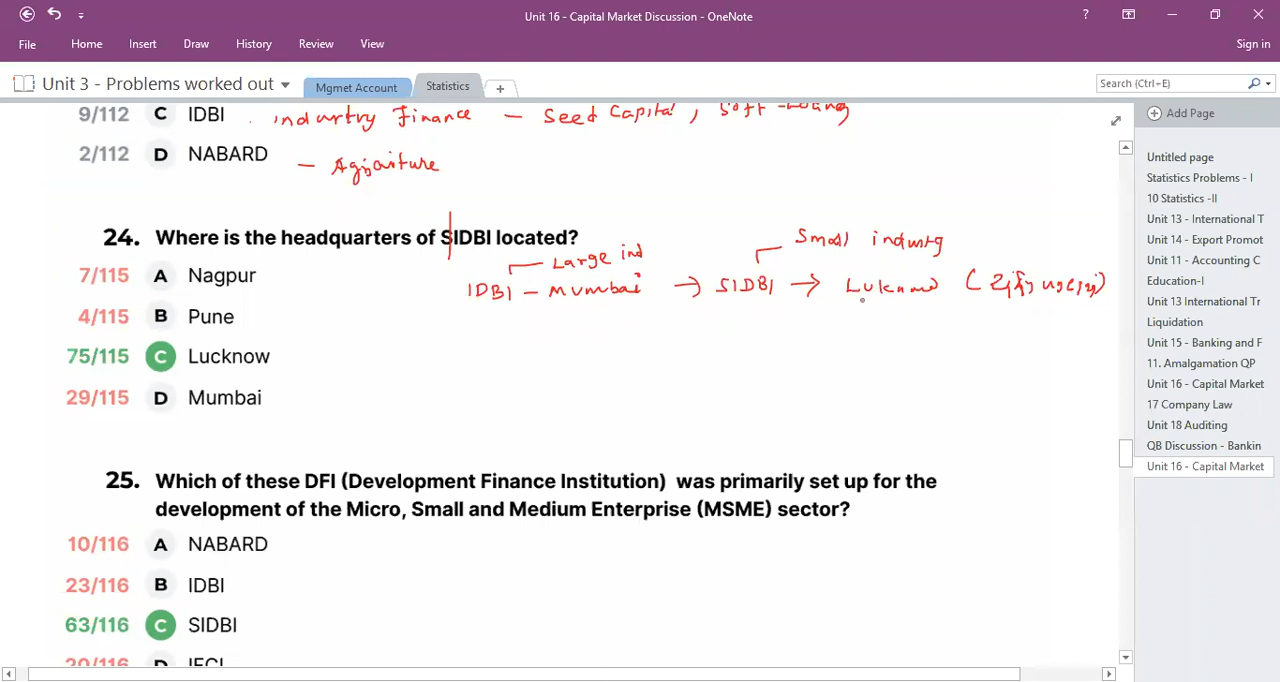 Unit 16 - Capital Market Discussion - OneNote
File Home Insert Draw History Review View Sign in
Unit 3 - Problems worked out Mgmet Account Statistics Search (Ctrl+E)
Add Page
9/112 C IDBI industry Finance - Seed Capital, Soft-Loans
2/112 D NABARD -
24. Where is the headquarters of SIDBI located?
Large ind Small industry
IDBI - Mumbai → SIDBI →
7/115 A Nagpur
4/115 B Pune
75/115 C Lucknow
29/115 D Mumbai
25. Which of these DFI (Development Finance Institution) was primarily set up for the
development of the Micro, Small and Medium Enterprise (MSME) sector?
10/116 A NABARD
23/116 B IDBI
63/116 C SIDBI
20/116 D IFCI
Untitled page
Statistics Problems - I
10 Statistics -II
Unit 13 - International T
Unit 14 - Export Promot
Unit 11 - Accounting C
Education-I
Unit 13 International Tr
Liquidation
Unit 15 - Banking and F
11. Amalgamation QP
Unit 16 - Capital Market
17 Company Law
Unit 18 Auditing
QB Discussion - Bankin
Unit 16 - Capital Market